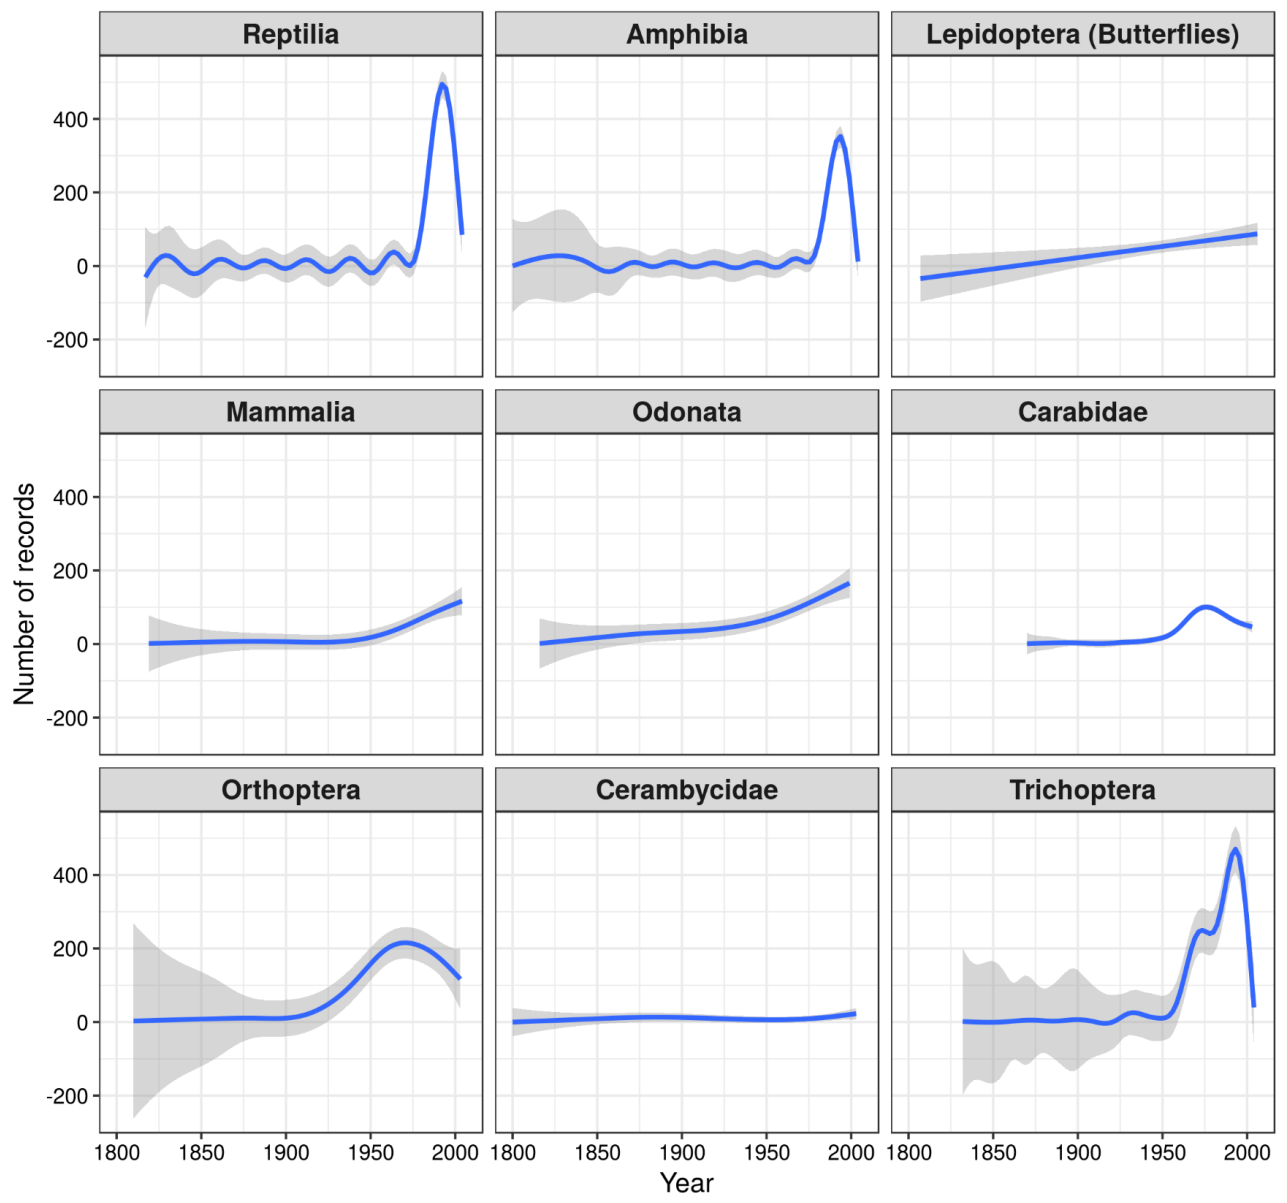 Reptilia Amphibia Lepidoptera (Butterflies)
400
200
0
-200
Mammalia Odonata Carabidae
400
200
0
-200
Number of records
Orthoptera Cerambycidae Trichoptera
400
200
0
-200
1800 1850 1900 1950 2000 1800 1850 1900 1950 2000 1800 1850 1900 1950 2000
Year